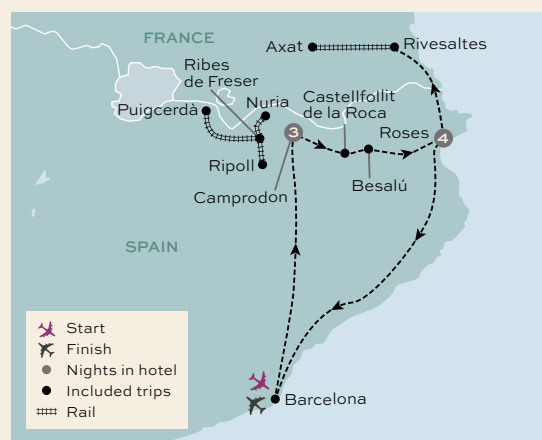 FRANCE
Axat
Rivesaltes
Ribes
de Freser
Puigcerdà
Nuria
Castellfollit
de la Roca
3
Roses
4
Ripoll
Camprodon
Besalú
SPAIN
Start
Finish
Nights in hotel
Included trips
Rail
Barcelona